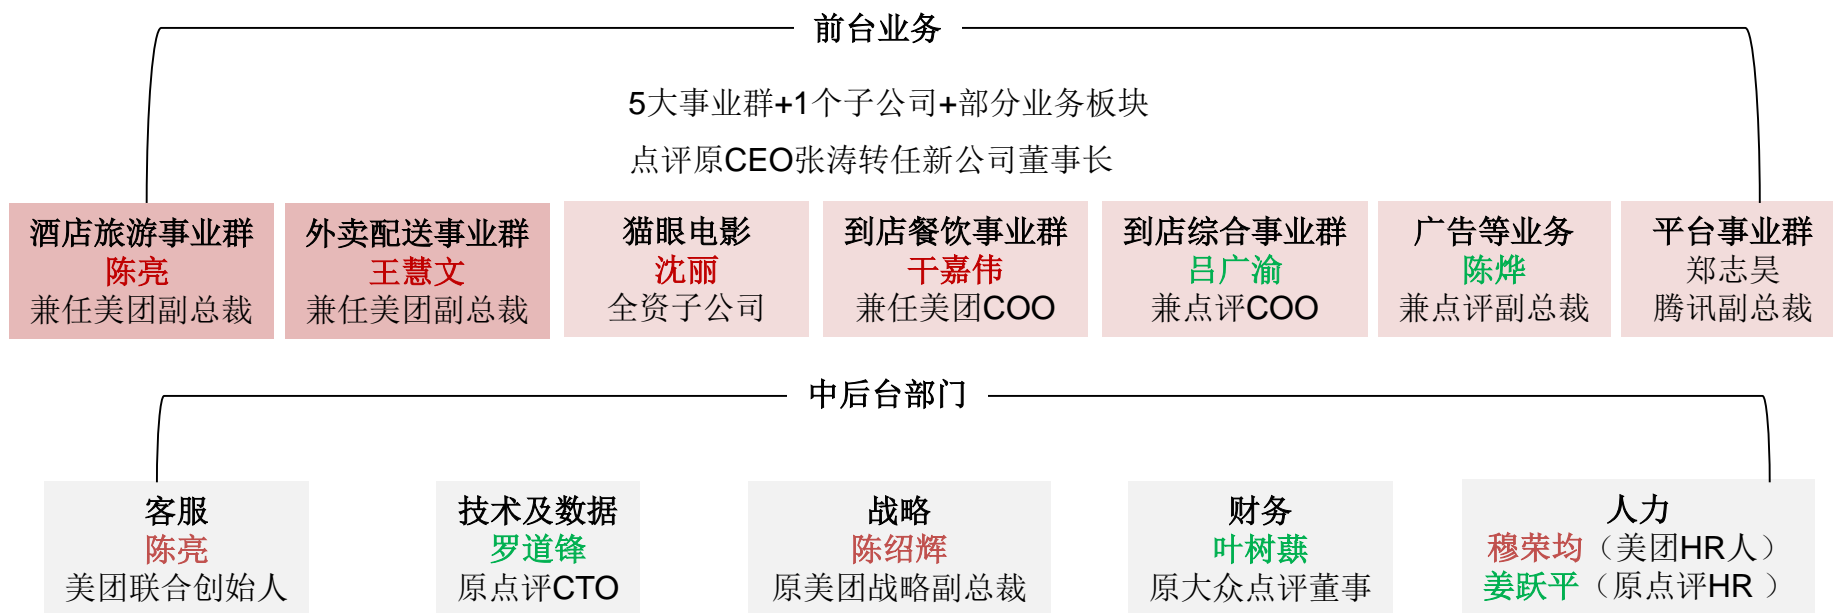 前台业务
5大事业群+1个子公司+部分业务板块
点评原CEO张涛转任新公司董事长
酒店旅游事业群
陈亮
兼任美团副总裁
外卖配送事业群
王慧文
兼任美团副总裁
猫眼电影
沈丽
全资子公司
到店餐饮事业群
干嘉伟
兼任美团COO
到店综合事业群
吕广渝
兼点评COO
广告等业务
陈烨
兼点评副总裁
平台事业群
郑志昊
腾讯副总裁
中后台部门
客服
陈亮
美团联合创始人
技术及数据
罗道锋
原点评CTO
战略
陈绍辉
原美团战略副总裁
财务
叶树蕻
原大众点评董事
人力
穆荣均（美团HR人）
姜跃平（原点评HR ）